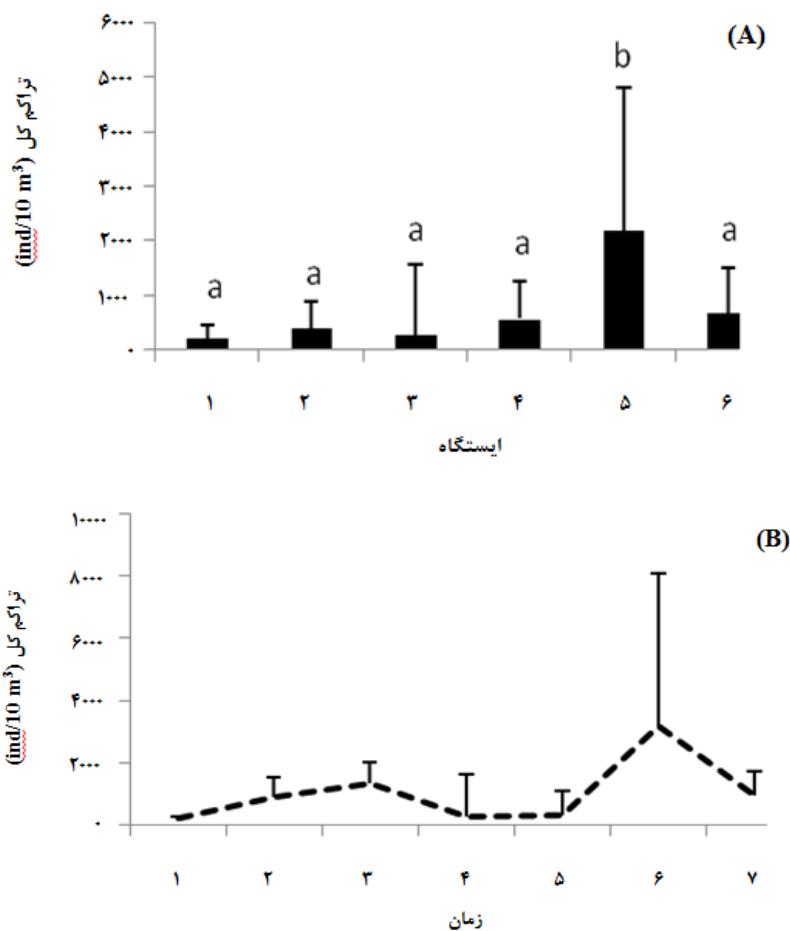 (A)
تراکم کل (ind/10 m³)
۶۰۰۰
۵۰۰۰
۴۰۰۰
۳۰۰۰
۲۰۰۰
۱۰۰۰
۰
a
a
a
a
b
a
۱ ۲ ۳ ۴ ۵ ۶
ایستگاه
(B)
تراکم کل (ind/10 m³)
۱۰۰۰۰
۸۰۰۰
۶۰۰۰
۴۰۰۰
۲۰۰۰
۰
۱ ۲ ۳ ۴ ۵ ۶ ۷
زمان